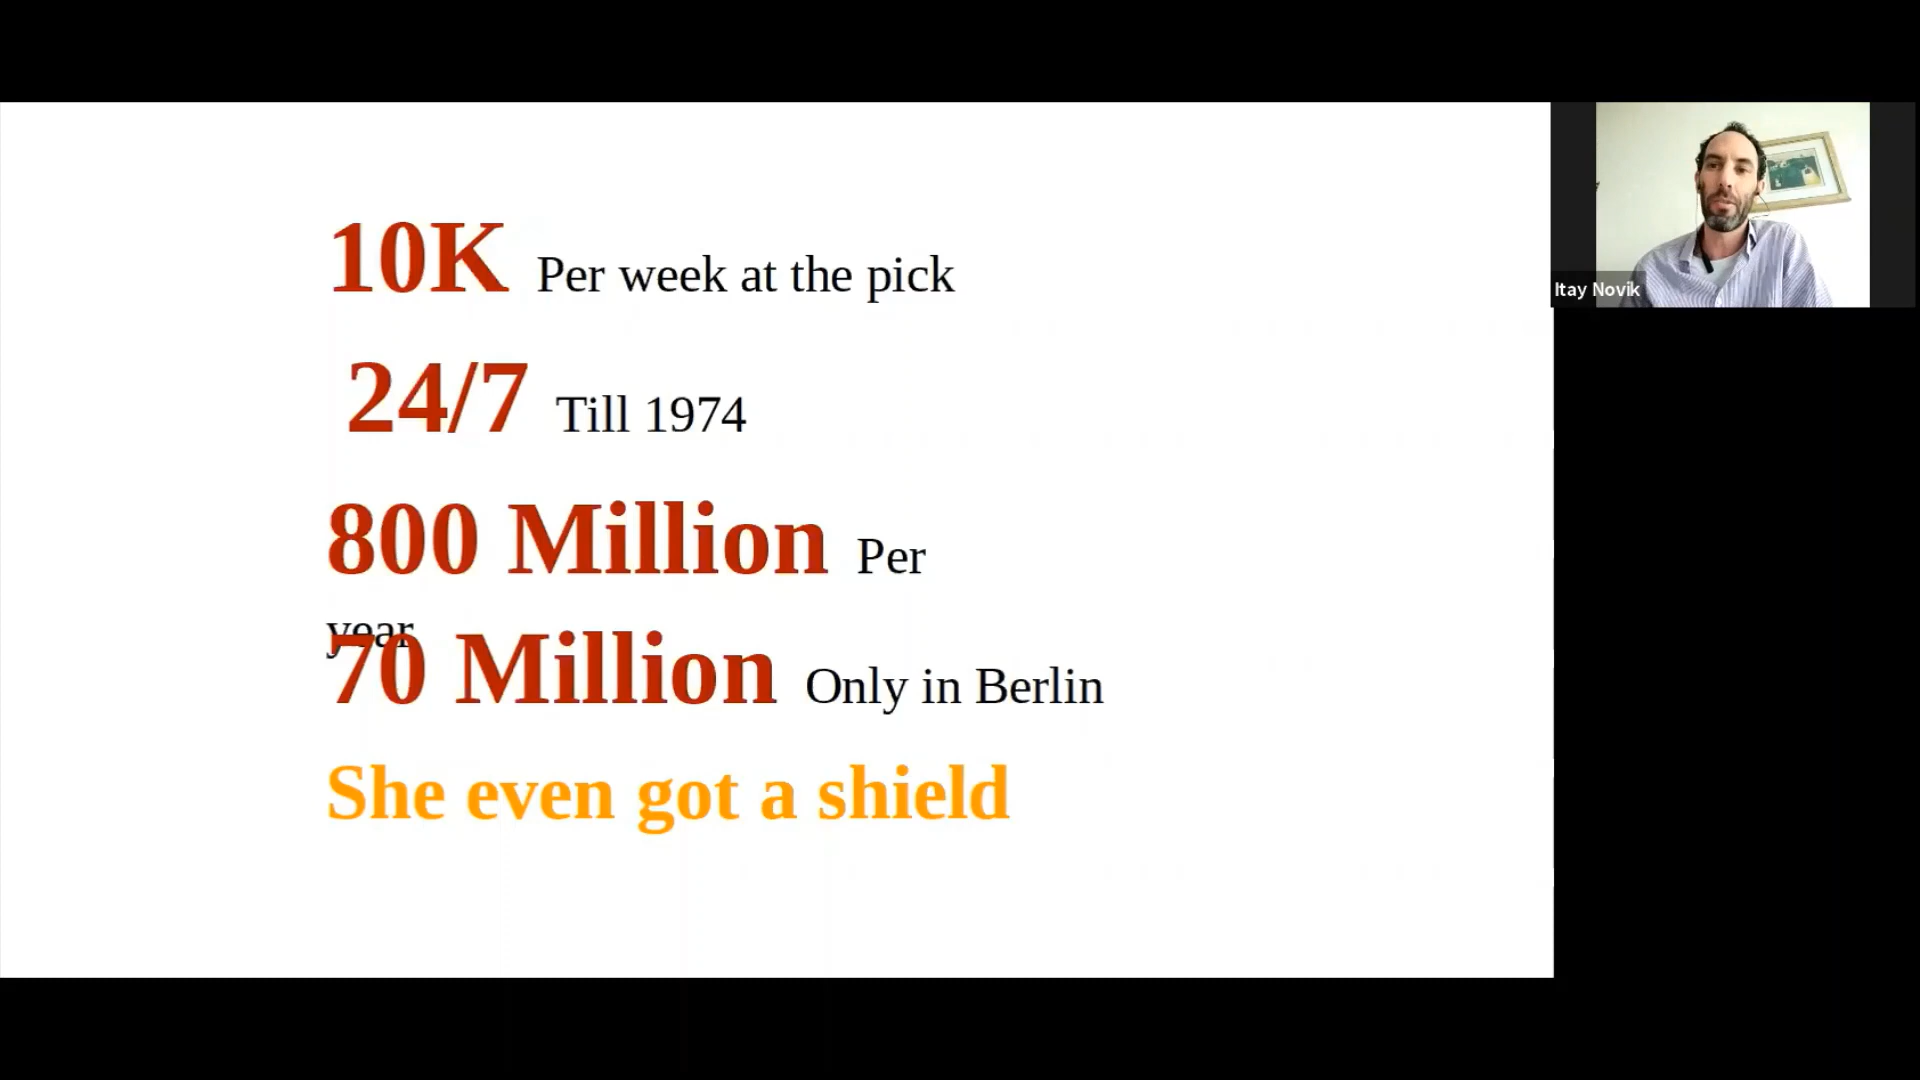 10K Per week at the pick
24/7 Till 1974
800 Million Per
year
70 Million Only in Berlin
She even got a shield
Itay Novik